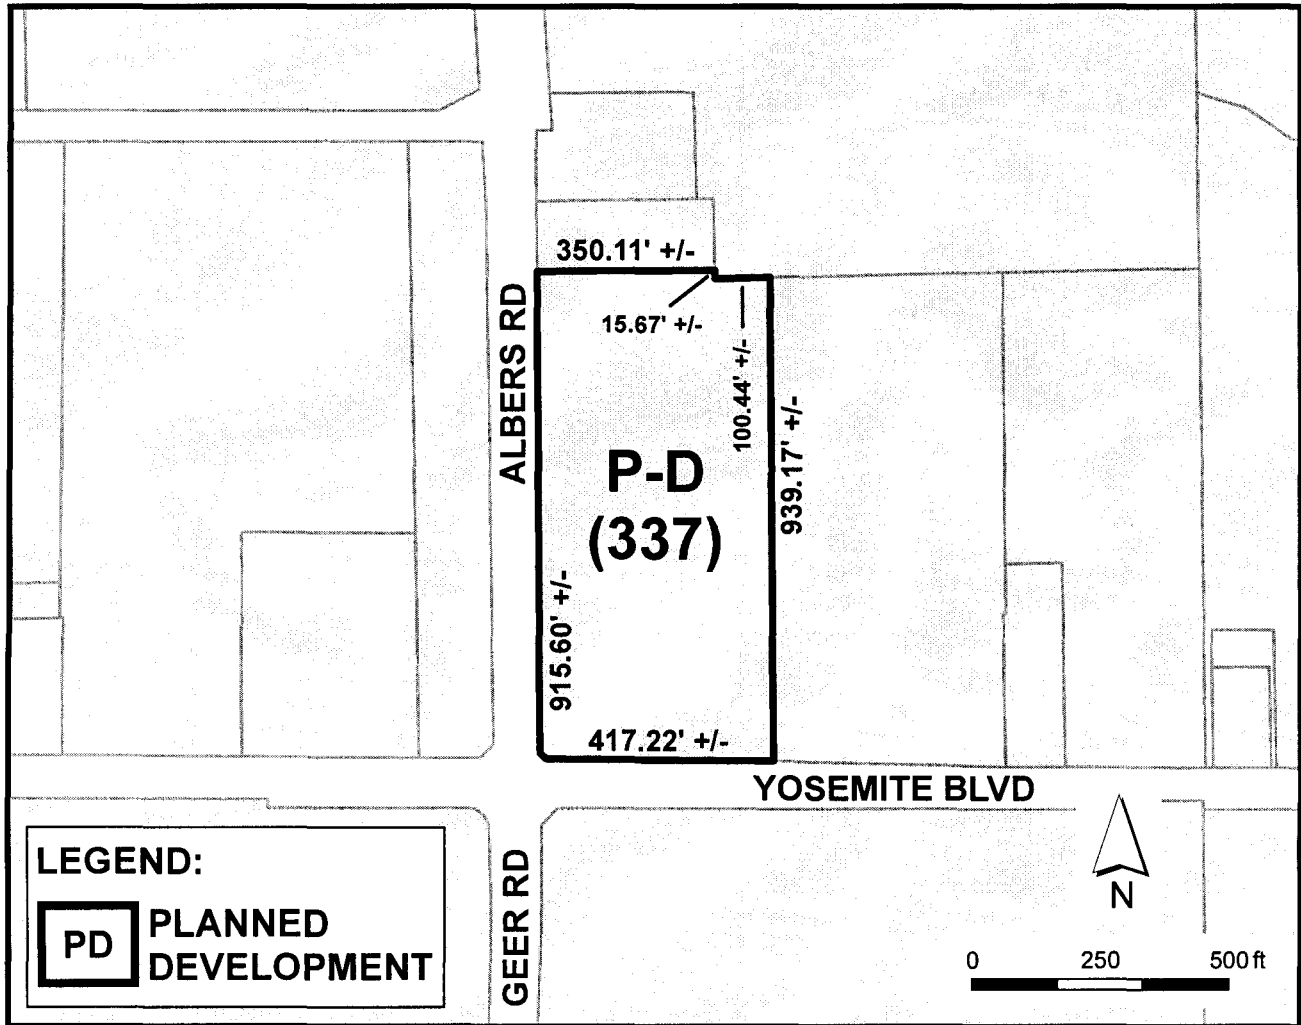 350.11' +/-
15.67' +/-
100.44' +/-
ALBERS RD
P-D
(337)
939.17' +/-
915.60' +/-
417.22' +/-
YOSEMITE BLVD
GEER RD
LEGEND:
PD
PLANNED
DEVELOPMENT
N
0 250 500 ft